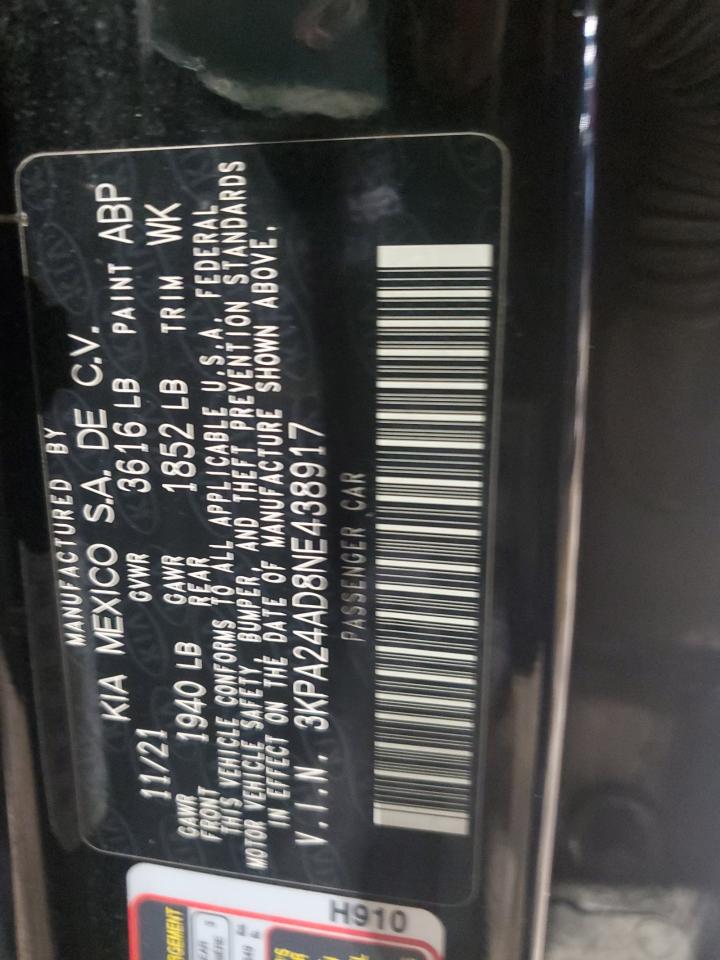 MANUFACTURED BY
KIA MEXICO S.A. DE C.V.
11/21 GVWR 3616 LB PAINT ABP
GAWR FRONT 1940 LB GAWR REAR 1852 LB TRIM WK
THIS VEHICLE CONFORMS TO ALL APPLICABLE U.S.A. FEDERAL
MOTOR VEHICLE SAFETY, BUMPER, AND THEFT PREVENTION STANDARDS
IN EFFECT ON THE DATE OF MANUFACTURE SHOWN ABOVE.
V.I.N. 3KPA24AD8NE438917
PASSENGER CAR
H910